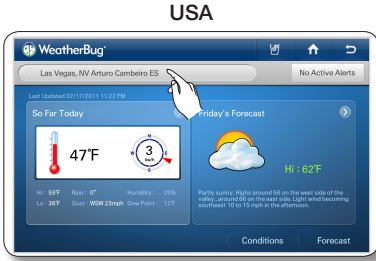 USA
WeatherBug®
Las Vegas, NV Arturo Cambeiro ES
No Active Alerts
Last Updated 02/17/2011 11:22 PM
So Far Today
Friday's Forecast
47°F
N
W 3 E
km/h
S
Hi : 62°F
Hi : 59°F Rain : 0" Humidity : 25%
Lo : 38°F Gust : WSW 23mph Dew Point : 12°F
Partly sunny. Highs around 56 on the west side of the
valley...around 66 on the east side. Light wind becoming
southeast 10 to 15 mph in the afternoon.
Conditions Forecast